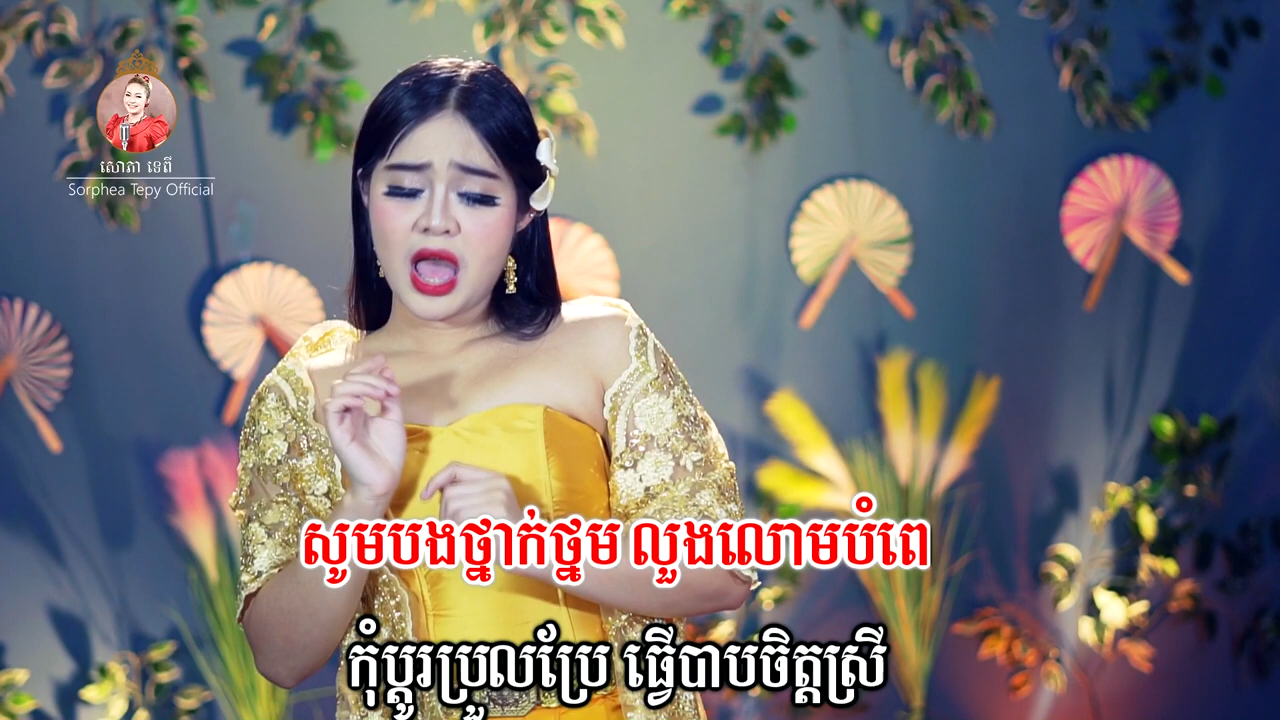 សោភា ទេពី
Sorphea Tepy Official
សូមបងថ្នាក់ថ្នម លួងលោមបំពេ
កុំប្ដូរប្រួលប្រែ ធ្វើបាបចិត្តស្រី